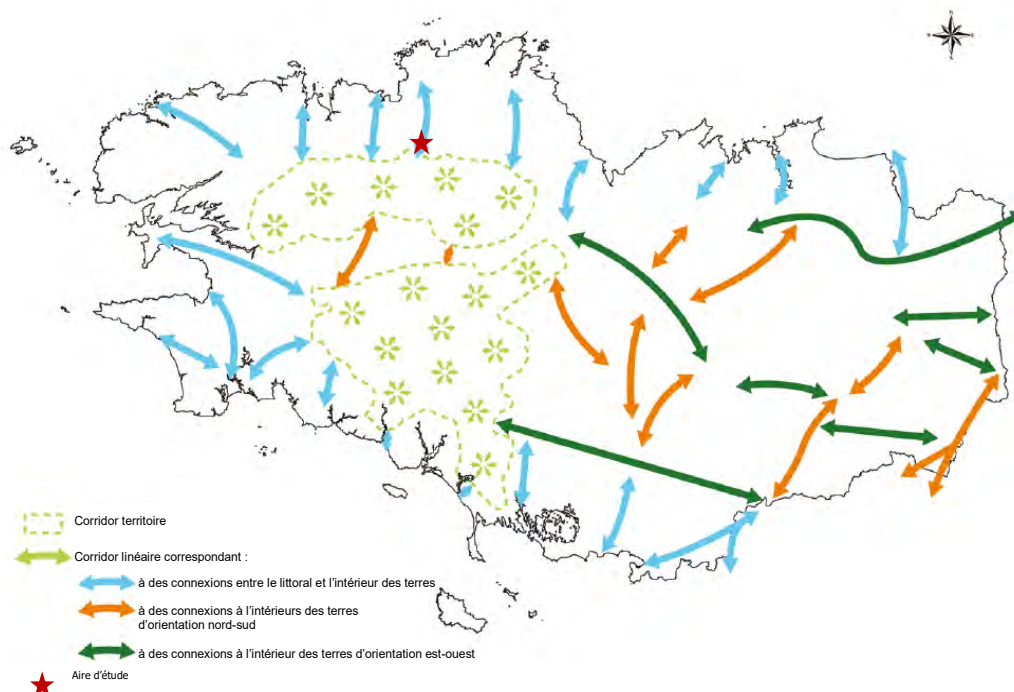 Corridor territoire
Corridor linéaire correspondant :
à des connexions entre le littoral et l'intérieur des terres
à des connexions à l'intérieurs des terres
d'orientation nord-sud
à des connexions à l'intérieur des terres d'orientation est-ouest
Aire d'étude